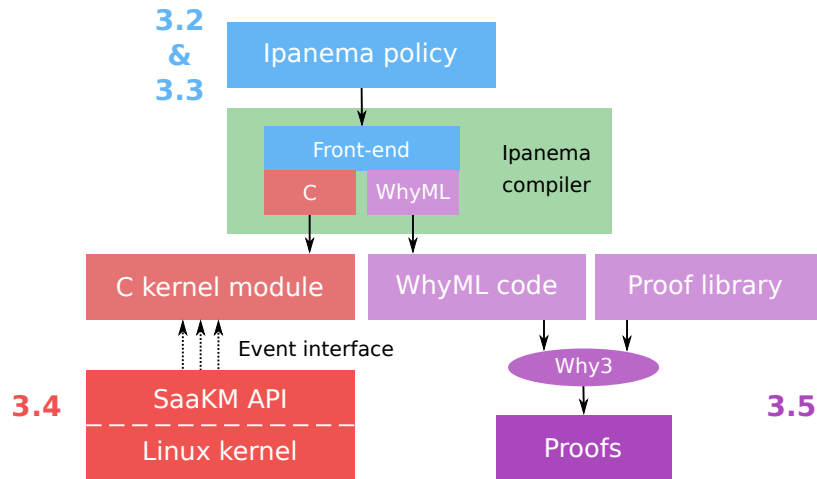 3.2
&
3.3
Ipanema policy
Front-end
C
WhyML
Ipanema
compiler
C kernel module
WhyML code
Proof library
Event interface
Why3
3.4
SaaKM API
Linux kernel
Proofs
3.5